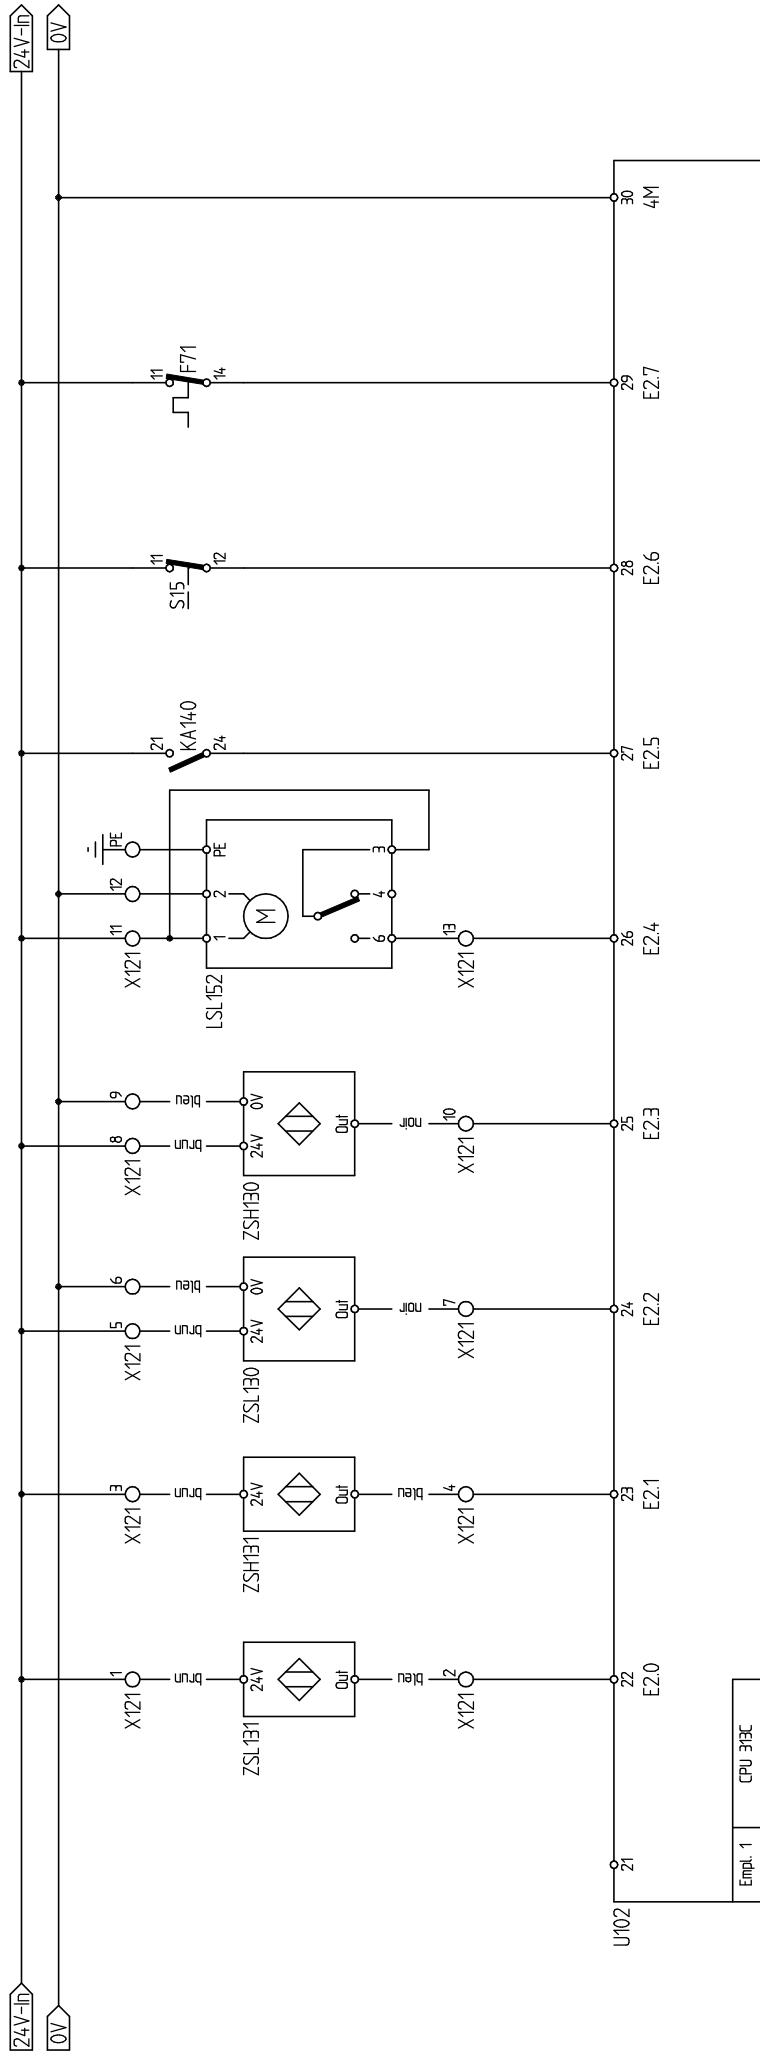 24V-In
0V
24V-In
0V
X121
1
brun
24V
ZSL131
Out
bleu
2
X121
22
E2.0
X121
3
brun
24V
ZSH131
Out
bleu
4
X121
23
E2.1
X121
5
6
brun
bleu
24V
0V
ZSL130
Out
noir
7
X121
24
E2.2
X121
8
9
brun
bleu
24V
0V
ZSH130
Out
noir
10
X121
25
E2.3
X121
11
12
PE
1
2
PE
M
LSL152
6
4
3
13
X121
26
E2.4
21
KA140
24
27
E2.5
11
S15
12
28
E2.6
11
F71
14
29
E2.7
30
4M
21
U102
Empl. 1
CPU 313C